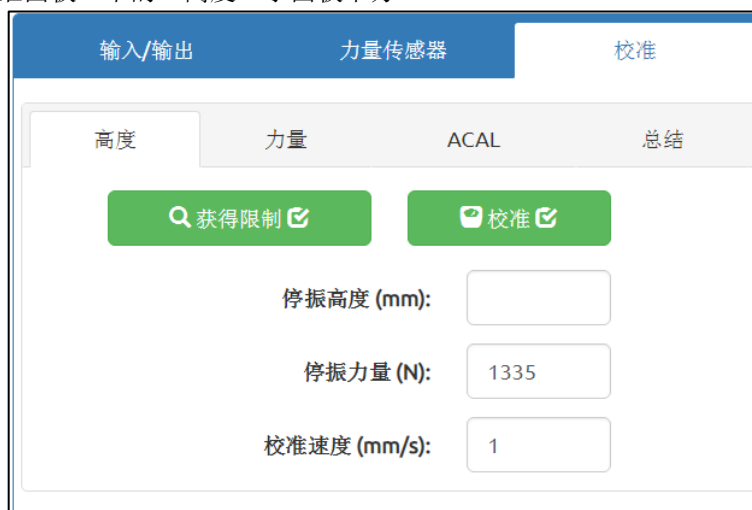 输入/输出 力量传感器 校准
高度 力量 ACAL 总结
获得限制 校准
停振高度 (mm):
停振力量 (N): 1335
校准速度 (mm/s): 1